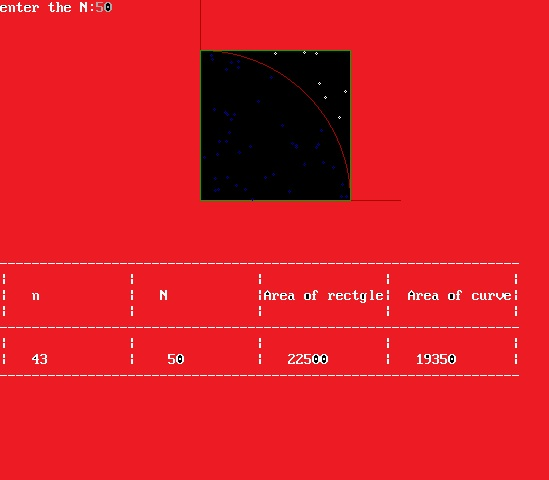 enter the N:50
n N Area of rectgle Area of curve
43 50 22500 19350